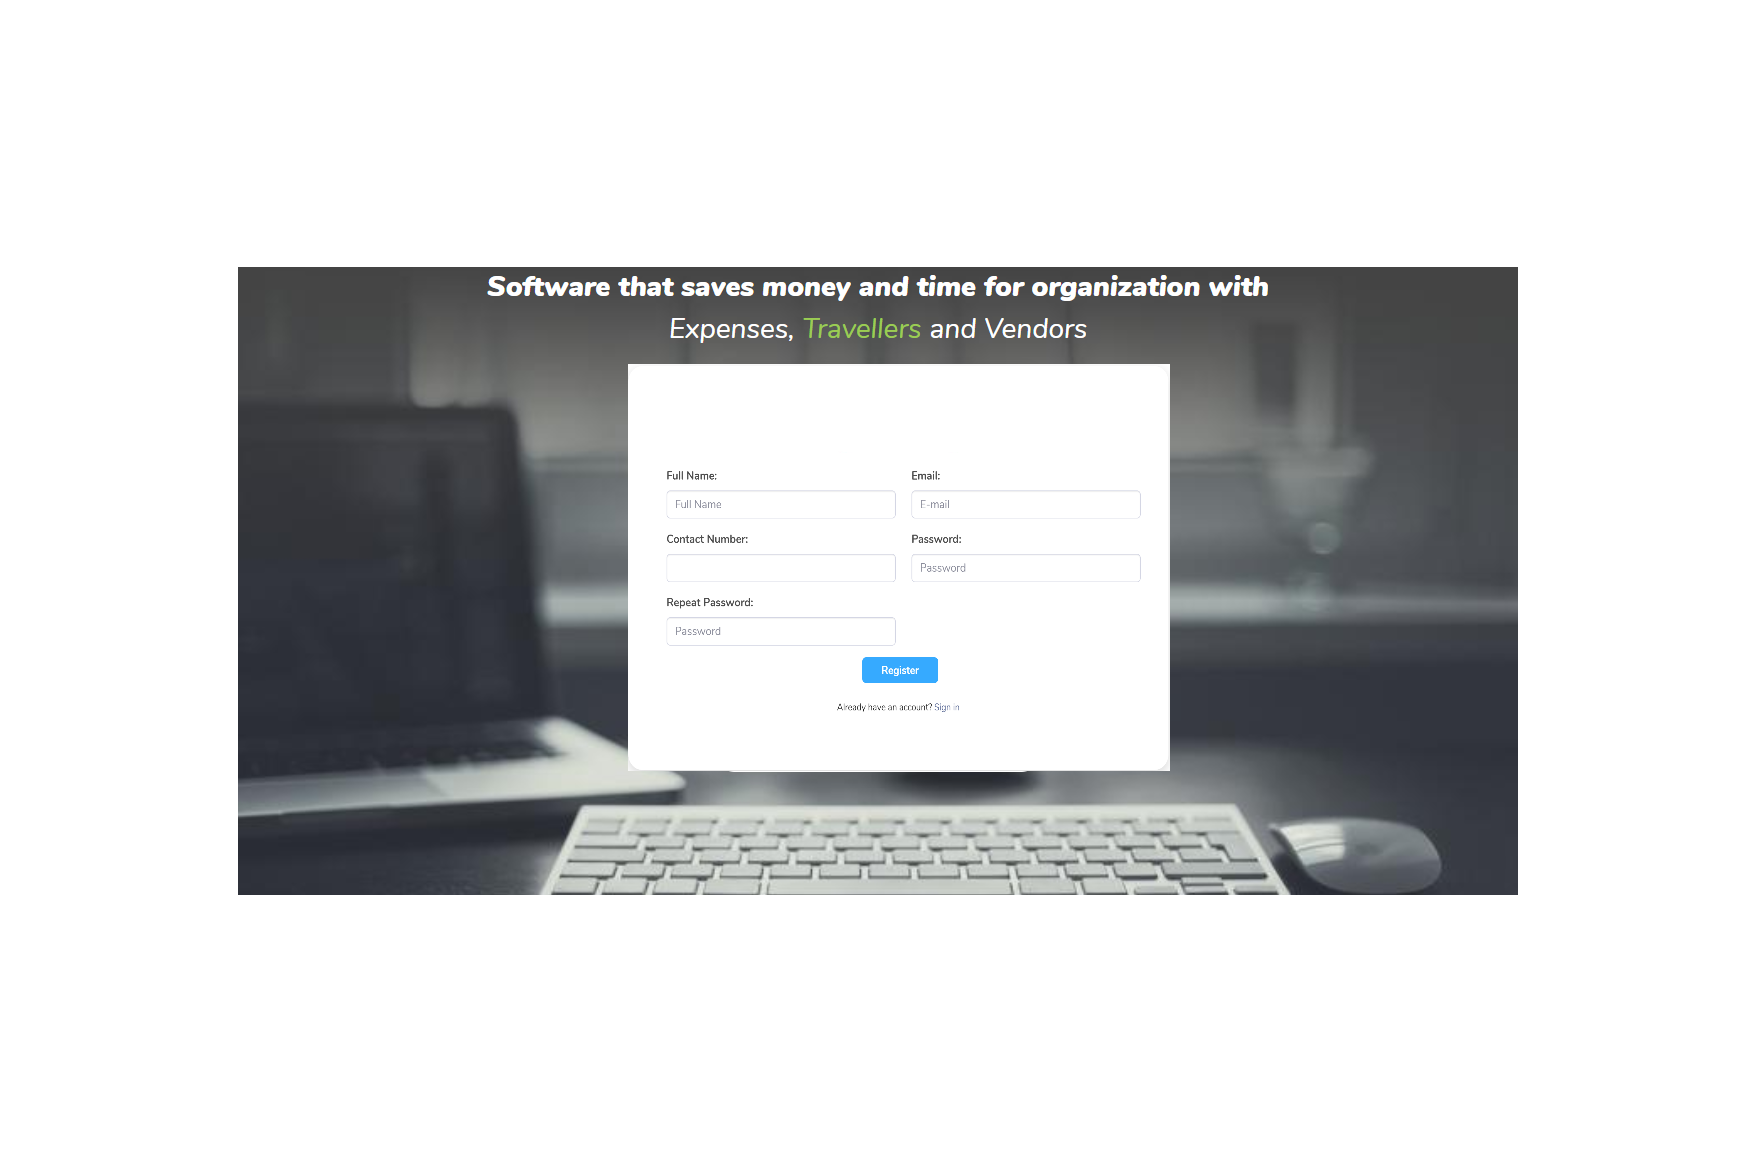 Software that saves money and time for organization with
Expenses, Travellers and Vendors
Full Name:
Email:
Full Name
E-mail
Contact Number:
Password:
Password
Repeat Password:
Password
Register
Already have an account? Sign in